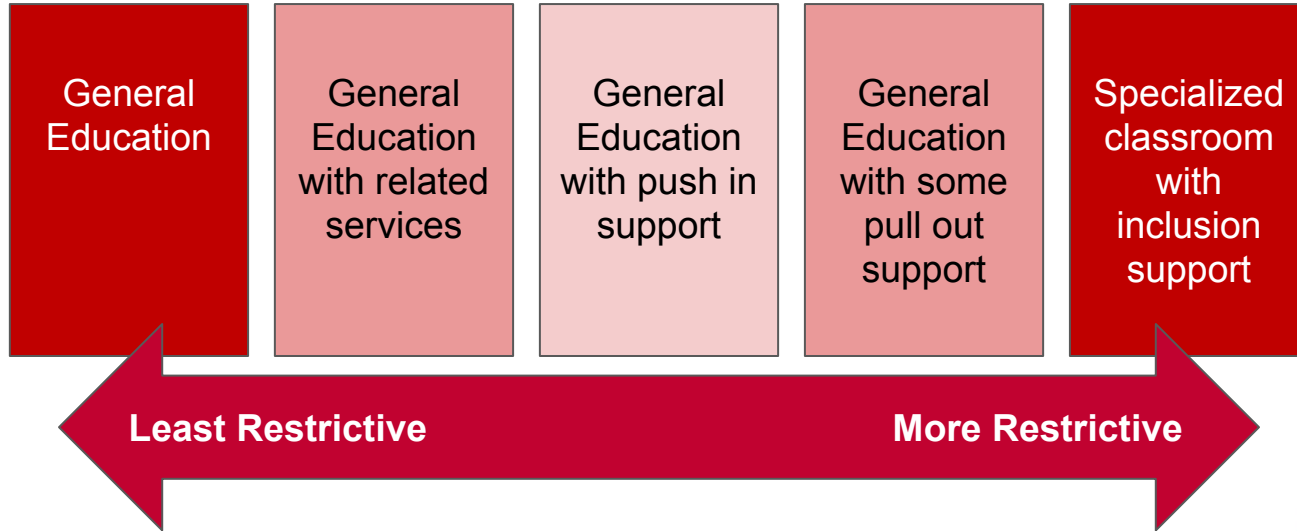 General
Education
General
Education
with related
services
General
Education
with push in
support
General
Education
with some
pull out
support
Specialized
classroom
with
inclusion
support
Least Restrictive
More Restrictive